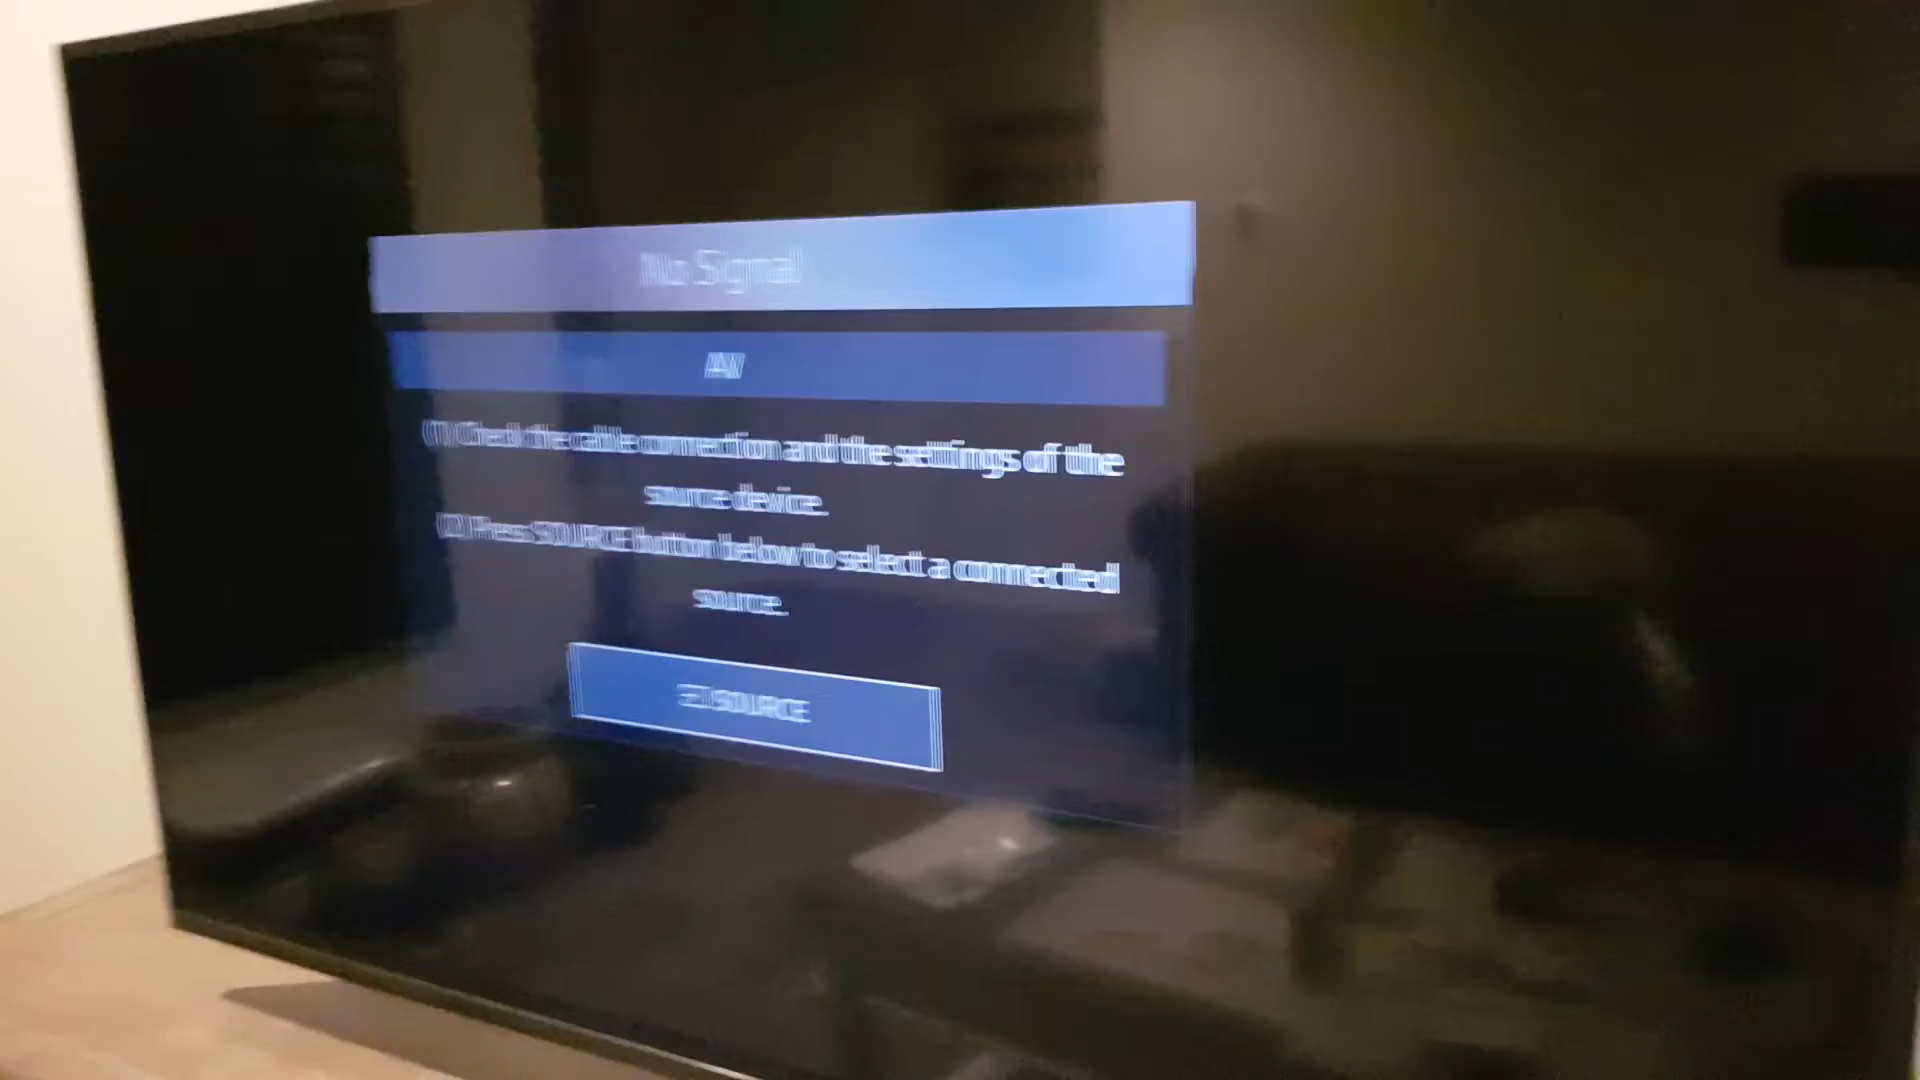 No Signal
AV
(1) Check the cable connection and the settings of the
source device.
(2) Press SOURCE button below to select a connected
source.
SOURCE